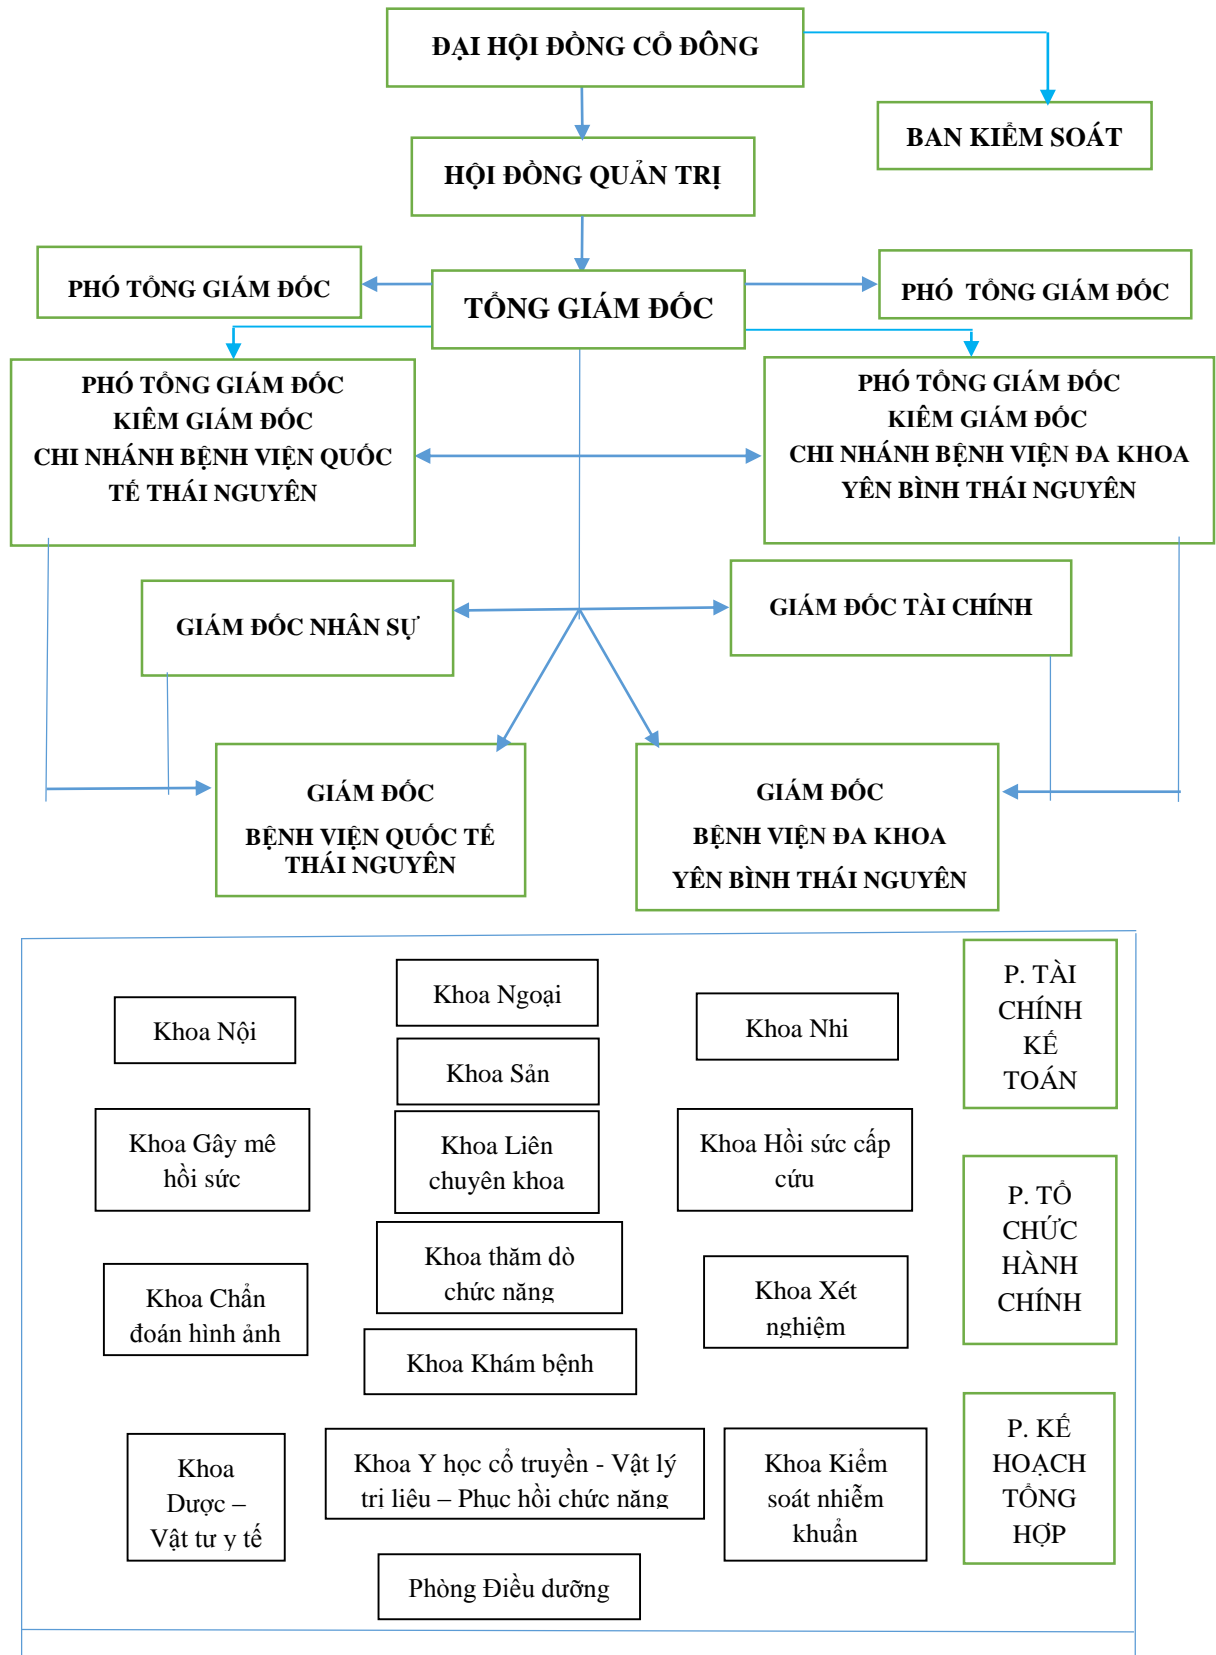 ĐẠI HỘI ĐỒNG CỔ ĐÔNG
BAN KIỂM SOÁT
HỘI ĐỒNG QUẢN TRỊ
PHÓ TỔNG GIÁM ĐỐC
TỔNG GIÁM ĐỐC
PHÓ TỔNG GIÁM ĐỐC
PHÓ TỔNG GIÁM ĐỐC
KIÊM GIÁM ĐỐC
CHI NHÁNH BỆNH VIỆN QUỐC
TẾ THÁI NGUYÊN
PHÓ TỔNG GIÁM ĐỐC
KIÊM GIÁM ĐỐC
CHI NHÁNH BỆNH VIỆN ĐA KHOA
YÊN BÌNH THÁI NGUYÊN
GIÁM ĐỐC NHÂN SỰ
GIÁM ĐỐC TÀI CHÍNH
GIÁM ĐỐC
BỆNH VIỆN QUỐC TẾ
THÁI NGUYÊN
GIÁM ĐỐC
BỆNH VIỆN ĐA KHOA
YÊN BÌNH THÁI NGUYÊN
Khoa Nội
Khoa Ngoại
Khoa Nhi
P. TÀI
CHÍNH
KẾ
TOÁN
Khoa Sản
Khoa Gây mê
hồi sức
Khoa Liên
chuyên khoa
Khoa Hồi sức cấp
cứu
P. TỔ
CHỨC
HÀNH
CHÍNH
Khoa thăm dò
chức năng
Khoa Chẩn
đoán hình ảnh
Khoa Xét
nghiệm
Khoa Khám bệnh
Khoa
Dược –
Vật tư y tế
Khoa Y học cổ truyền - Vật lý
trị liệu – Phục hồi chức năng
Khoa Kiểm
soát nhiễm
khuẩn
P. KẾ
HOẠCH
TỔNG
HỢP
Phòng Điều dưỡng